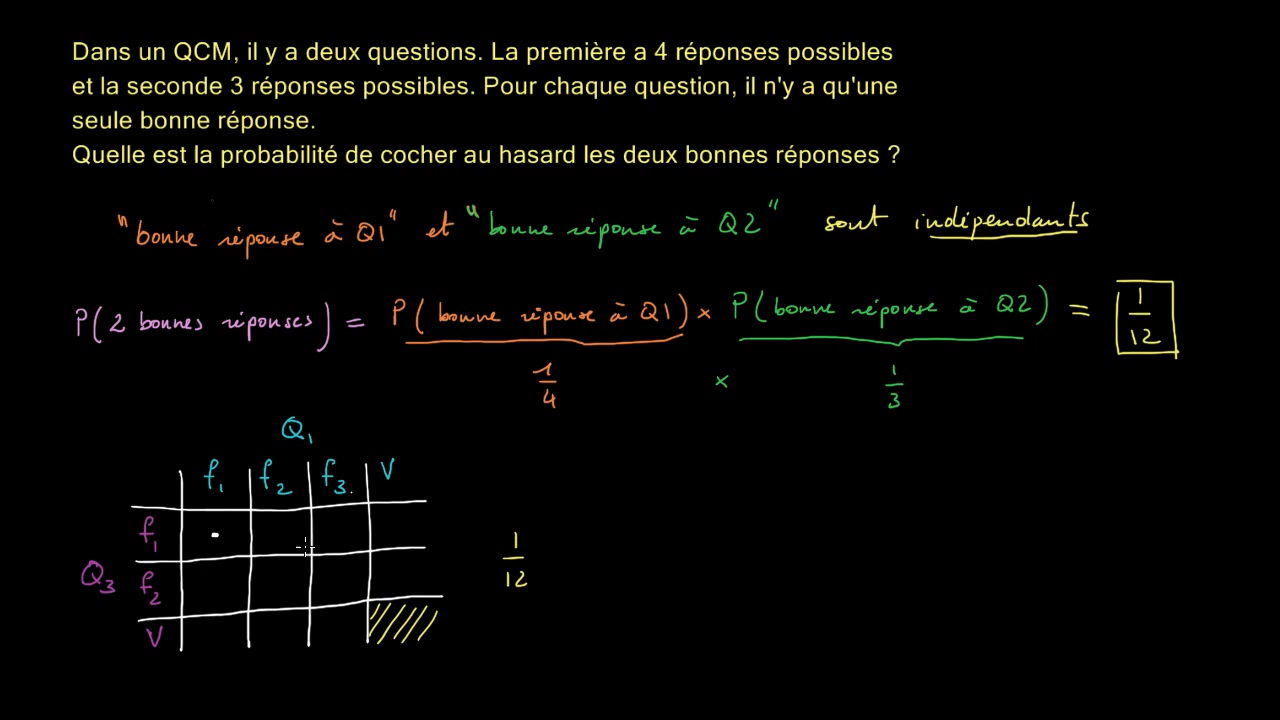 Dans un QCM, il y a deux questions. La première a 4 réponses possibles
et la seconde 3 réponses possibles. Pour chaque question, il n'y a qu'une
seule bonne réponse.
Quelle est la probabilité de cocher au hasard les deux bonnes réponses ?
"bonne réponse à Q1" et "bonne réponse à Q2" sont indépendants
P(2 bonnes réponses) = P(bonne réponse à Q1) × P(bonne réponse à Q2) = 1/12
1/4 × 1/3
Q1
f1 f2 f3. V
f1
Q3 f2
V
1/12